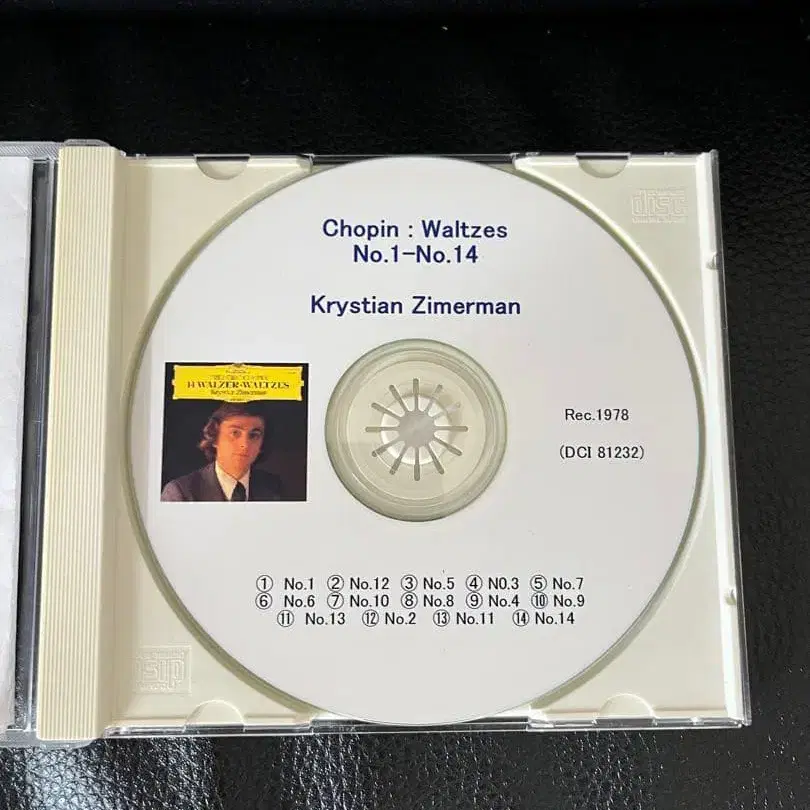 Chopin : Waltzes
No.1-No.14
Krystian Zimerman
14 WALZER·WALTZES
Krystian Zimerman
Rec.1978
(DCI 81232)
① No.1 ② No.12 ③ No.5 ④ N0.3 ⑤ No.7
⑥ No.6 ⑦ No.10 ⑧ No.8 ⑨ No.4 ⑩ No.9
⑪ No.13 ⑫ No.2 ⑬ No.11 ⑭ No.14
disc
disc